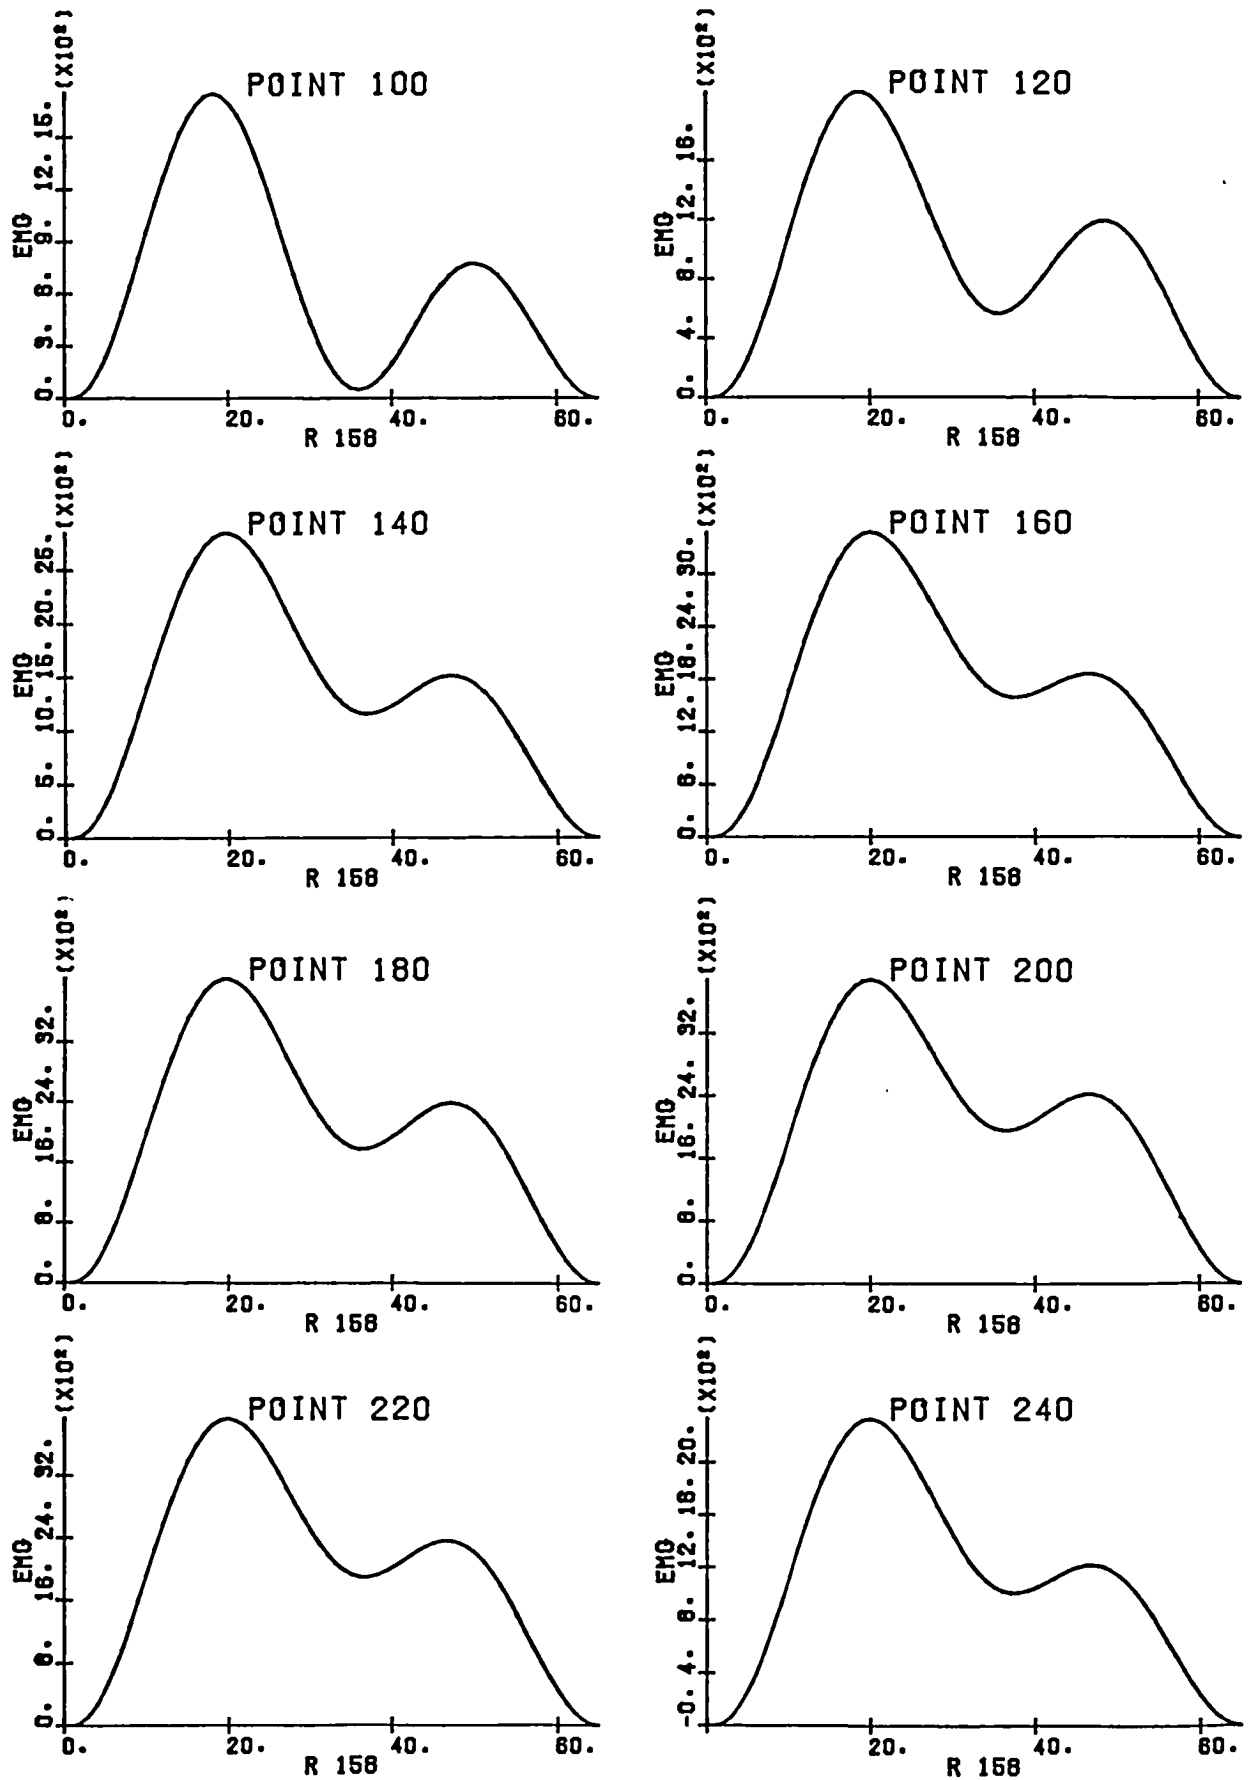 POINT 100
(X10²)
EMG
15.
12.
9.
6.
3.
0.
0. 20. 40. 60.
R 158
POINT 120
(X10²)
EMG
16.
12.
8.
4.
0.
0. 20. 40. 60.
R 158
POINT 140
(X10²)
EMG
25.
20.
15.
10.
5.
0.
0. 20. 40. 60.
R 158
POINT 160
(X10²)
EMG
30.
24.
18.
12.
6.
0.
0. 20. 40. 60.
R 158
POINT 180
(X10²)
EMG
32.
24.
16.
8.
0.
0. 20. 40. 60.
R 158
POINT 200
(X10²)
EMG
32.
24.
16.
8.
0.
0. 20. 40. 60.
R 158
POINT 220
(X10²)
EMG
32.
24.
16.
8.
0.
0. 20. 40. 60.
R 158
POINT 240
(X10²)
EMG
20.
16.
12.
8.
4.
-0.
0. 20. 40. 60.
R 158